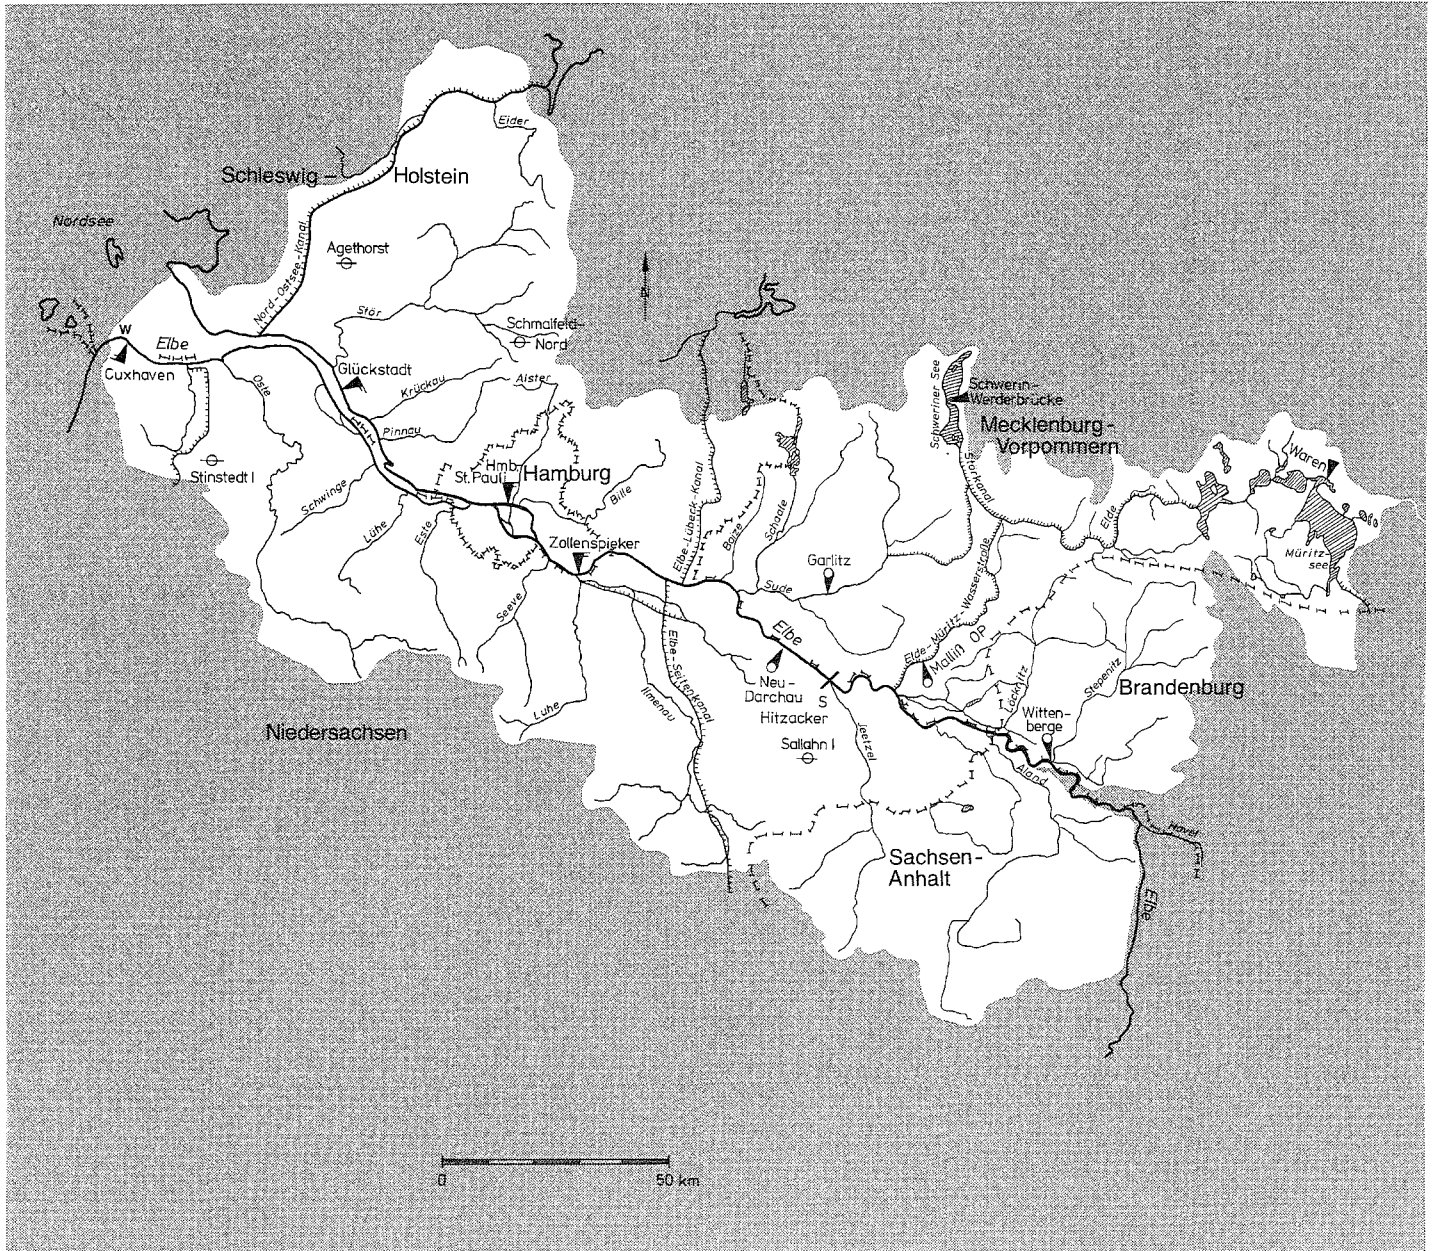 Eider
Schleswig –
Holstein
Nordsee
Nord-Ostsee-Kanal
Agethorst
N
Stör
Schmalfeld-
Nord
W
Elbe
Cuxhaven
Oste
Glückstadt
Krückau
Alster
Pinnau
Schweriner See
Schwerin-
Werderbrücke
Mecklenburg-
Vorpommern
Stinstedt I
Hmb.-
St. Pauli
Hamburg
Bille
Schwinge
Lühe
Este
Zollenspieker
Elbe-Lübeck-Kanal
Boize
Schaale
Störkanal
Elde
Waren
Müritz-
see
Garlitz
Sude
Seeve
Elbe
Elde-Müritz-Wasserstraße
Malliß OP
Neu-
Darchau
S
Hitzacker
Elbe-Seitenkanal
Ilmenau
Luhe
Jeetzel
Löcknitz
Stepenitz
Brandenburg
Witten-
berge
Niedersachsen
Sallahn I
Aland
Havel
Sachsen-
Anhalt
Elbe
0
50 km